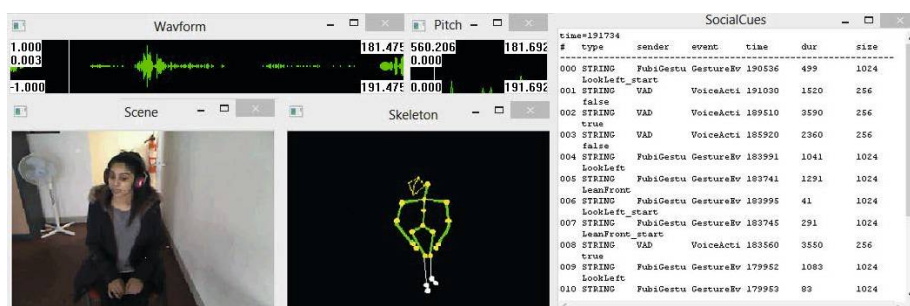 Wavform
1.000
0.003
-1.000
181.475
191.475
Pitch
560.206
0.000
0.000
181.692
191.692
Scene
Skeleton
SocialCues
time=191734
# type sender event time dur size
000 STRING FubiGestu GestureEv 190536 499 1024
LookLeft_start
001 STRING VAD VoiceActi 191030 1520 256
false
002 STRING VAD VoiceActi 189510 3590 256
true
003 STRING VAD VoiceActi 185920 2360 256
false
004 STRING FubiGestu GestureEv 183991 1041 1024
LookLeft
005 STRING FubiGestu GestureEv 183741 1291 1024
LeanFront
006 STRING FubiGestu GestureEv 183995 41 1024
LookLeft_start
007 STRING FubiGestu GestureEv 183745 291 1024
LeanFront_start
008 STRING VAD VoiceActi 183560 3550 256
true
009 STRING FubiGestu GestureEv 179952 1083 1024
LookLeft
010 STRING FubiGestu GestureEv 179953 83 1024